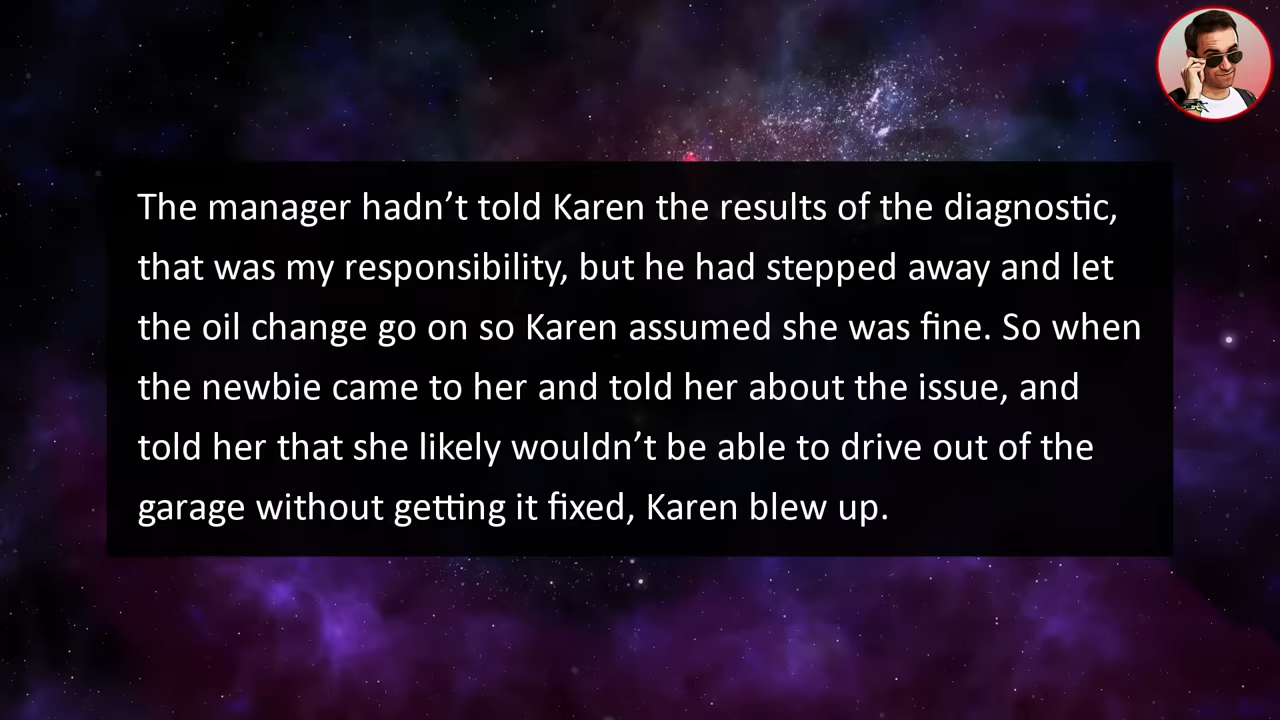 The manager hadn’t told Karen the results of the diagnostic,
that was my responsibility, but he had stepped away and let
the oil change go on so Karen assumed she was fine. So when
the newbie came to her and told her about the issue, and
told her that she likely wouldn’t be able to drive out of the
garage without getting it fixed, Karen blew up.